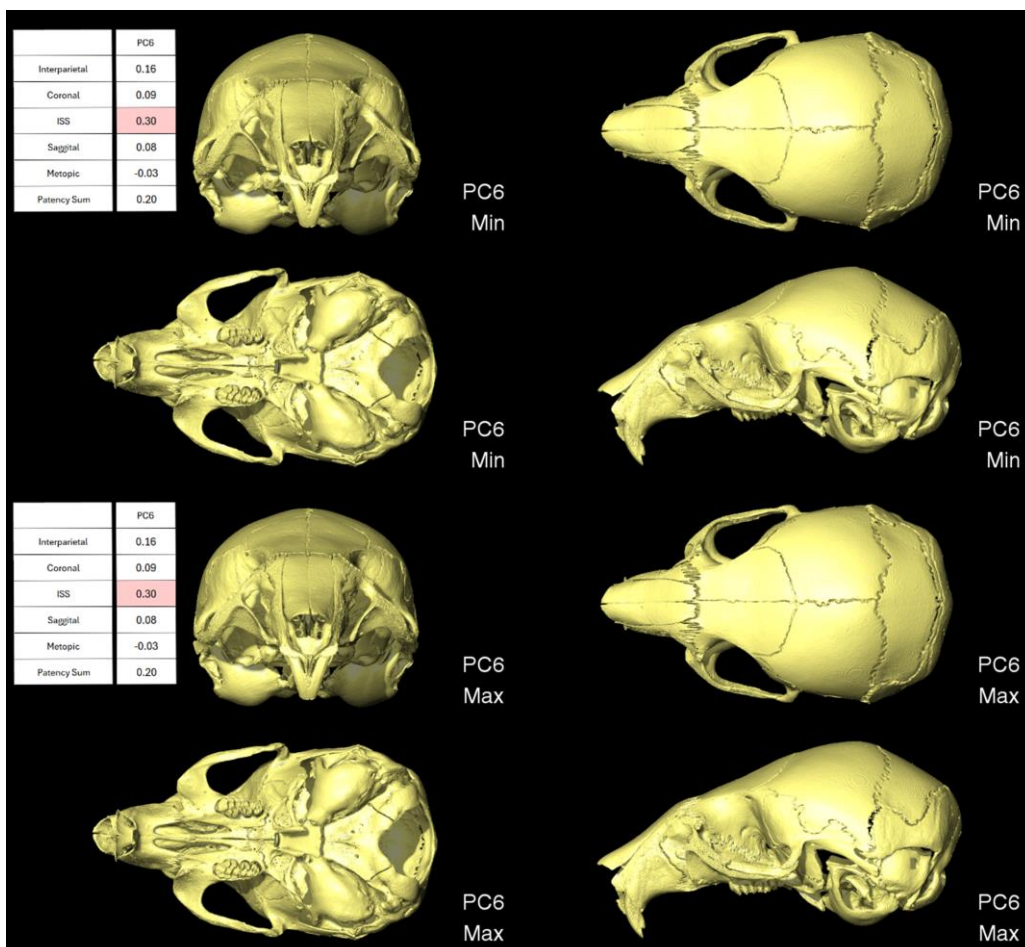 PC6
Interparietal 0.16
Coronal 0.09
ISS 0.30
Saggital 0.08
Metopic -0.03
Patency Sum 0.20
PC6
Min
PC6
Min
PC6
Min
PC6
Min
PC6
Interparietal 0.16
Coronal 0.09
ISS 0.30
Saggital 0.08
Metopic -0.03
Patency Sum 0.20
PC6
Max
PC6
Max
PC6
Max
PC6
Max